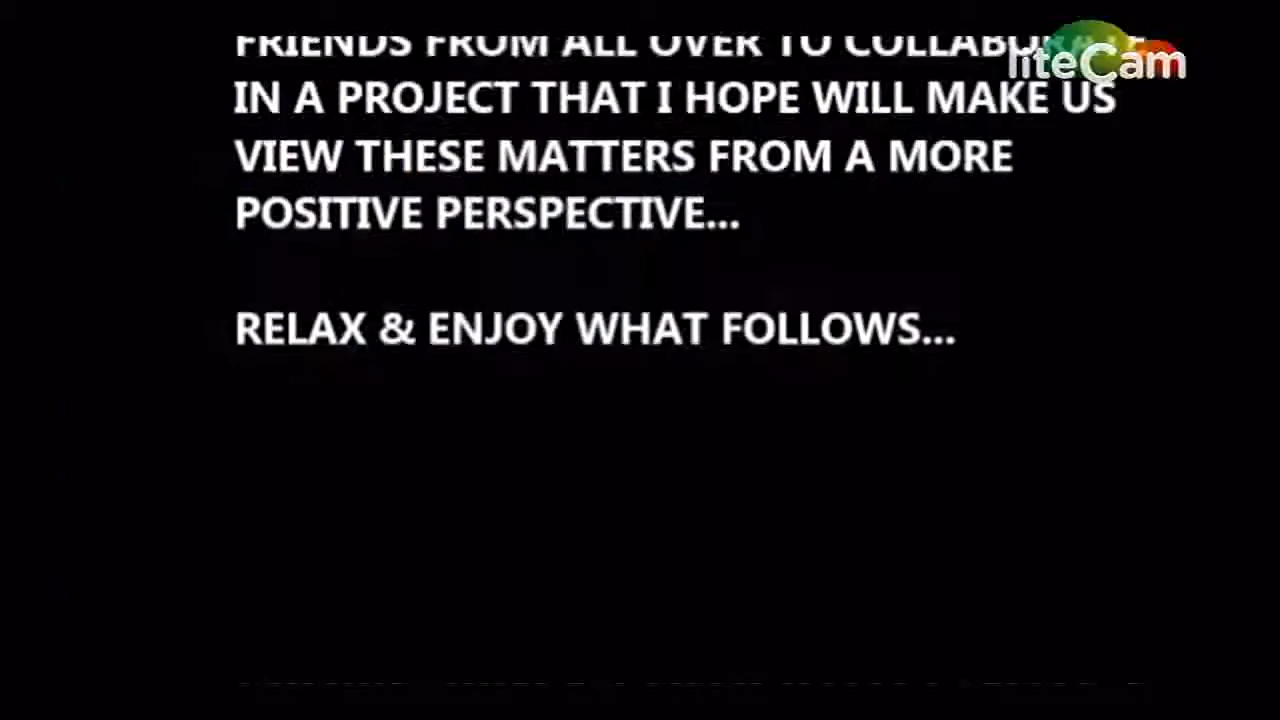 FRIENDS FROM ALL OVER TO COLLABORATE
liteCam
IN A PROJECT THAT I HOPE WILL MAKE US
VIEW THESE MATTERS FROM A MORE
POSITIVE PERSPECTIVE...
RELAX & ENJOY WHAT FOLLOWS...